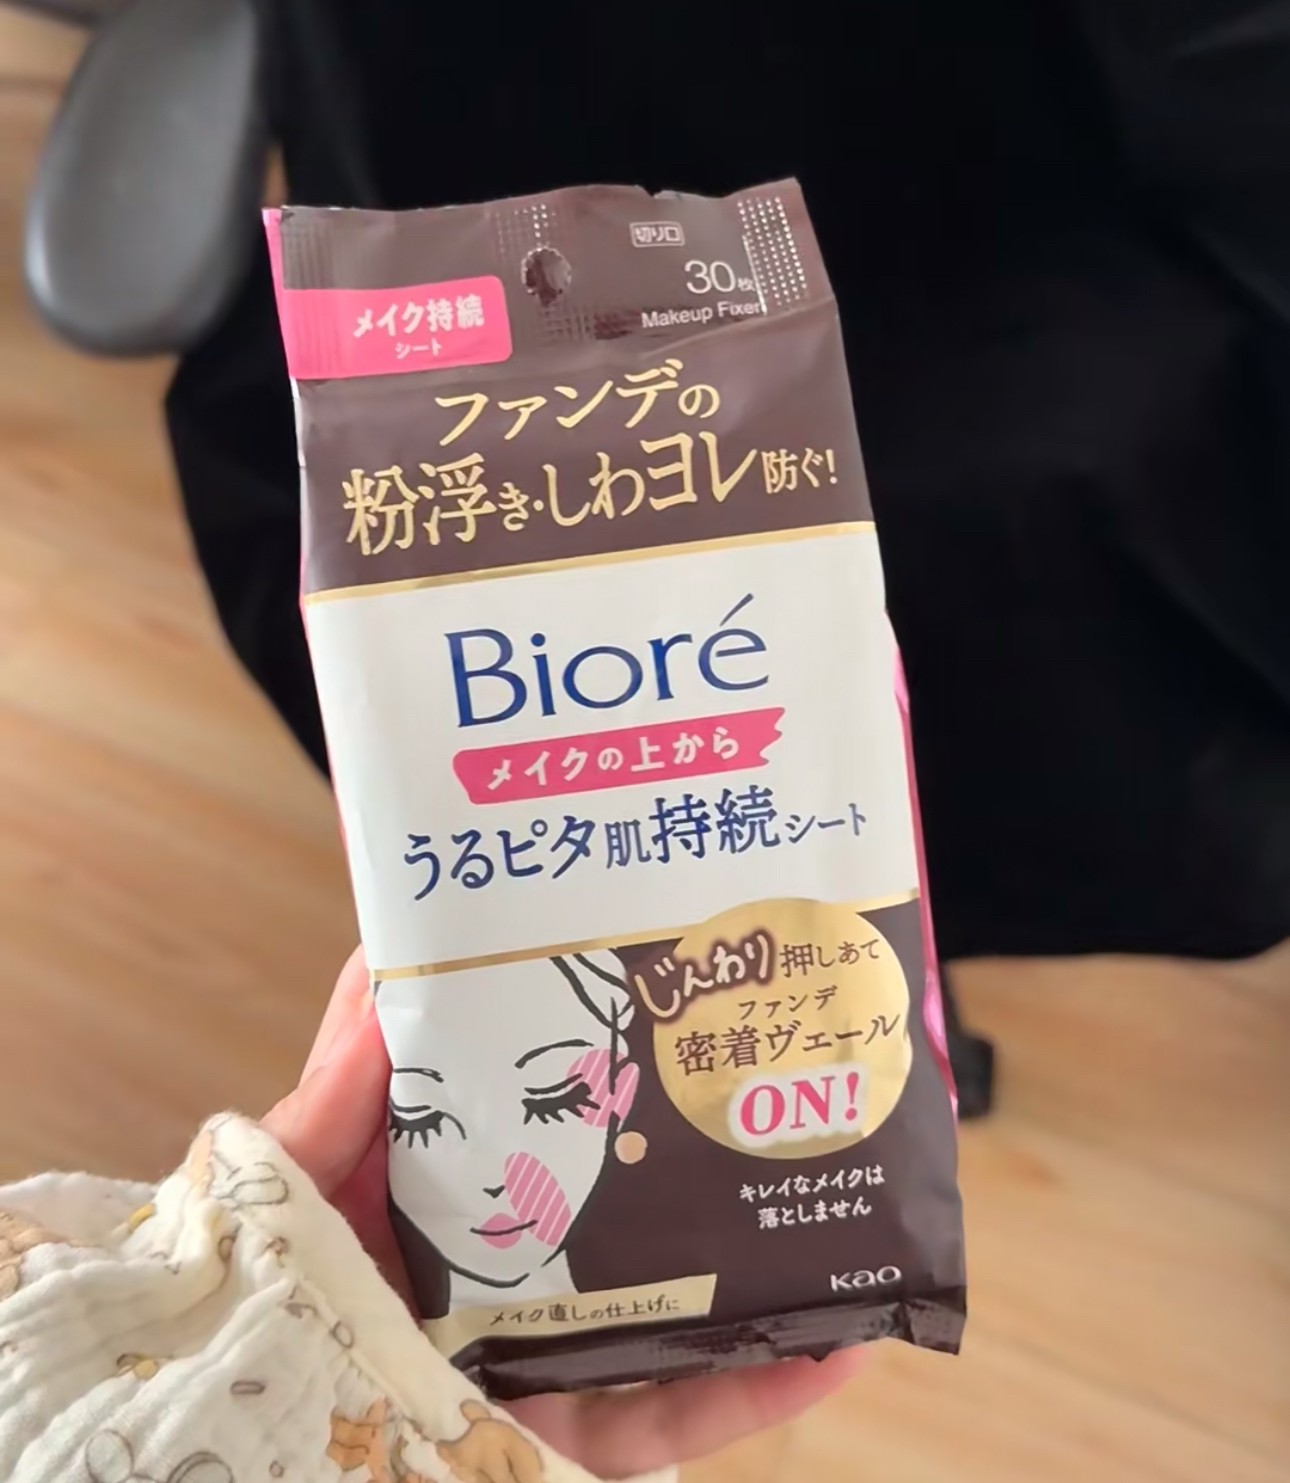 切り口
30枚
Makeup Fixer
メイク持続
シート
ファンデの
粉浮き・しわヨレ防ぐ!
Bioré
メイクの上から
うるピタ肌持続シート
じんわり押しあて
ファンデ
密着ヴェール
ON!
キレイなメイクは
落としません
Kao
メイク直しの仕上げに